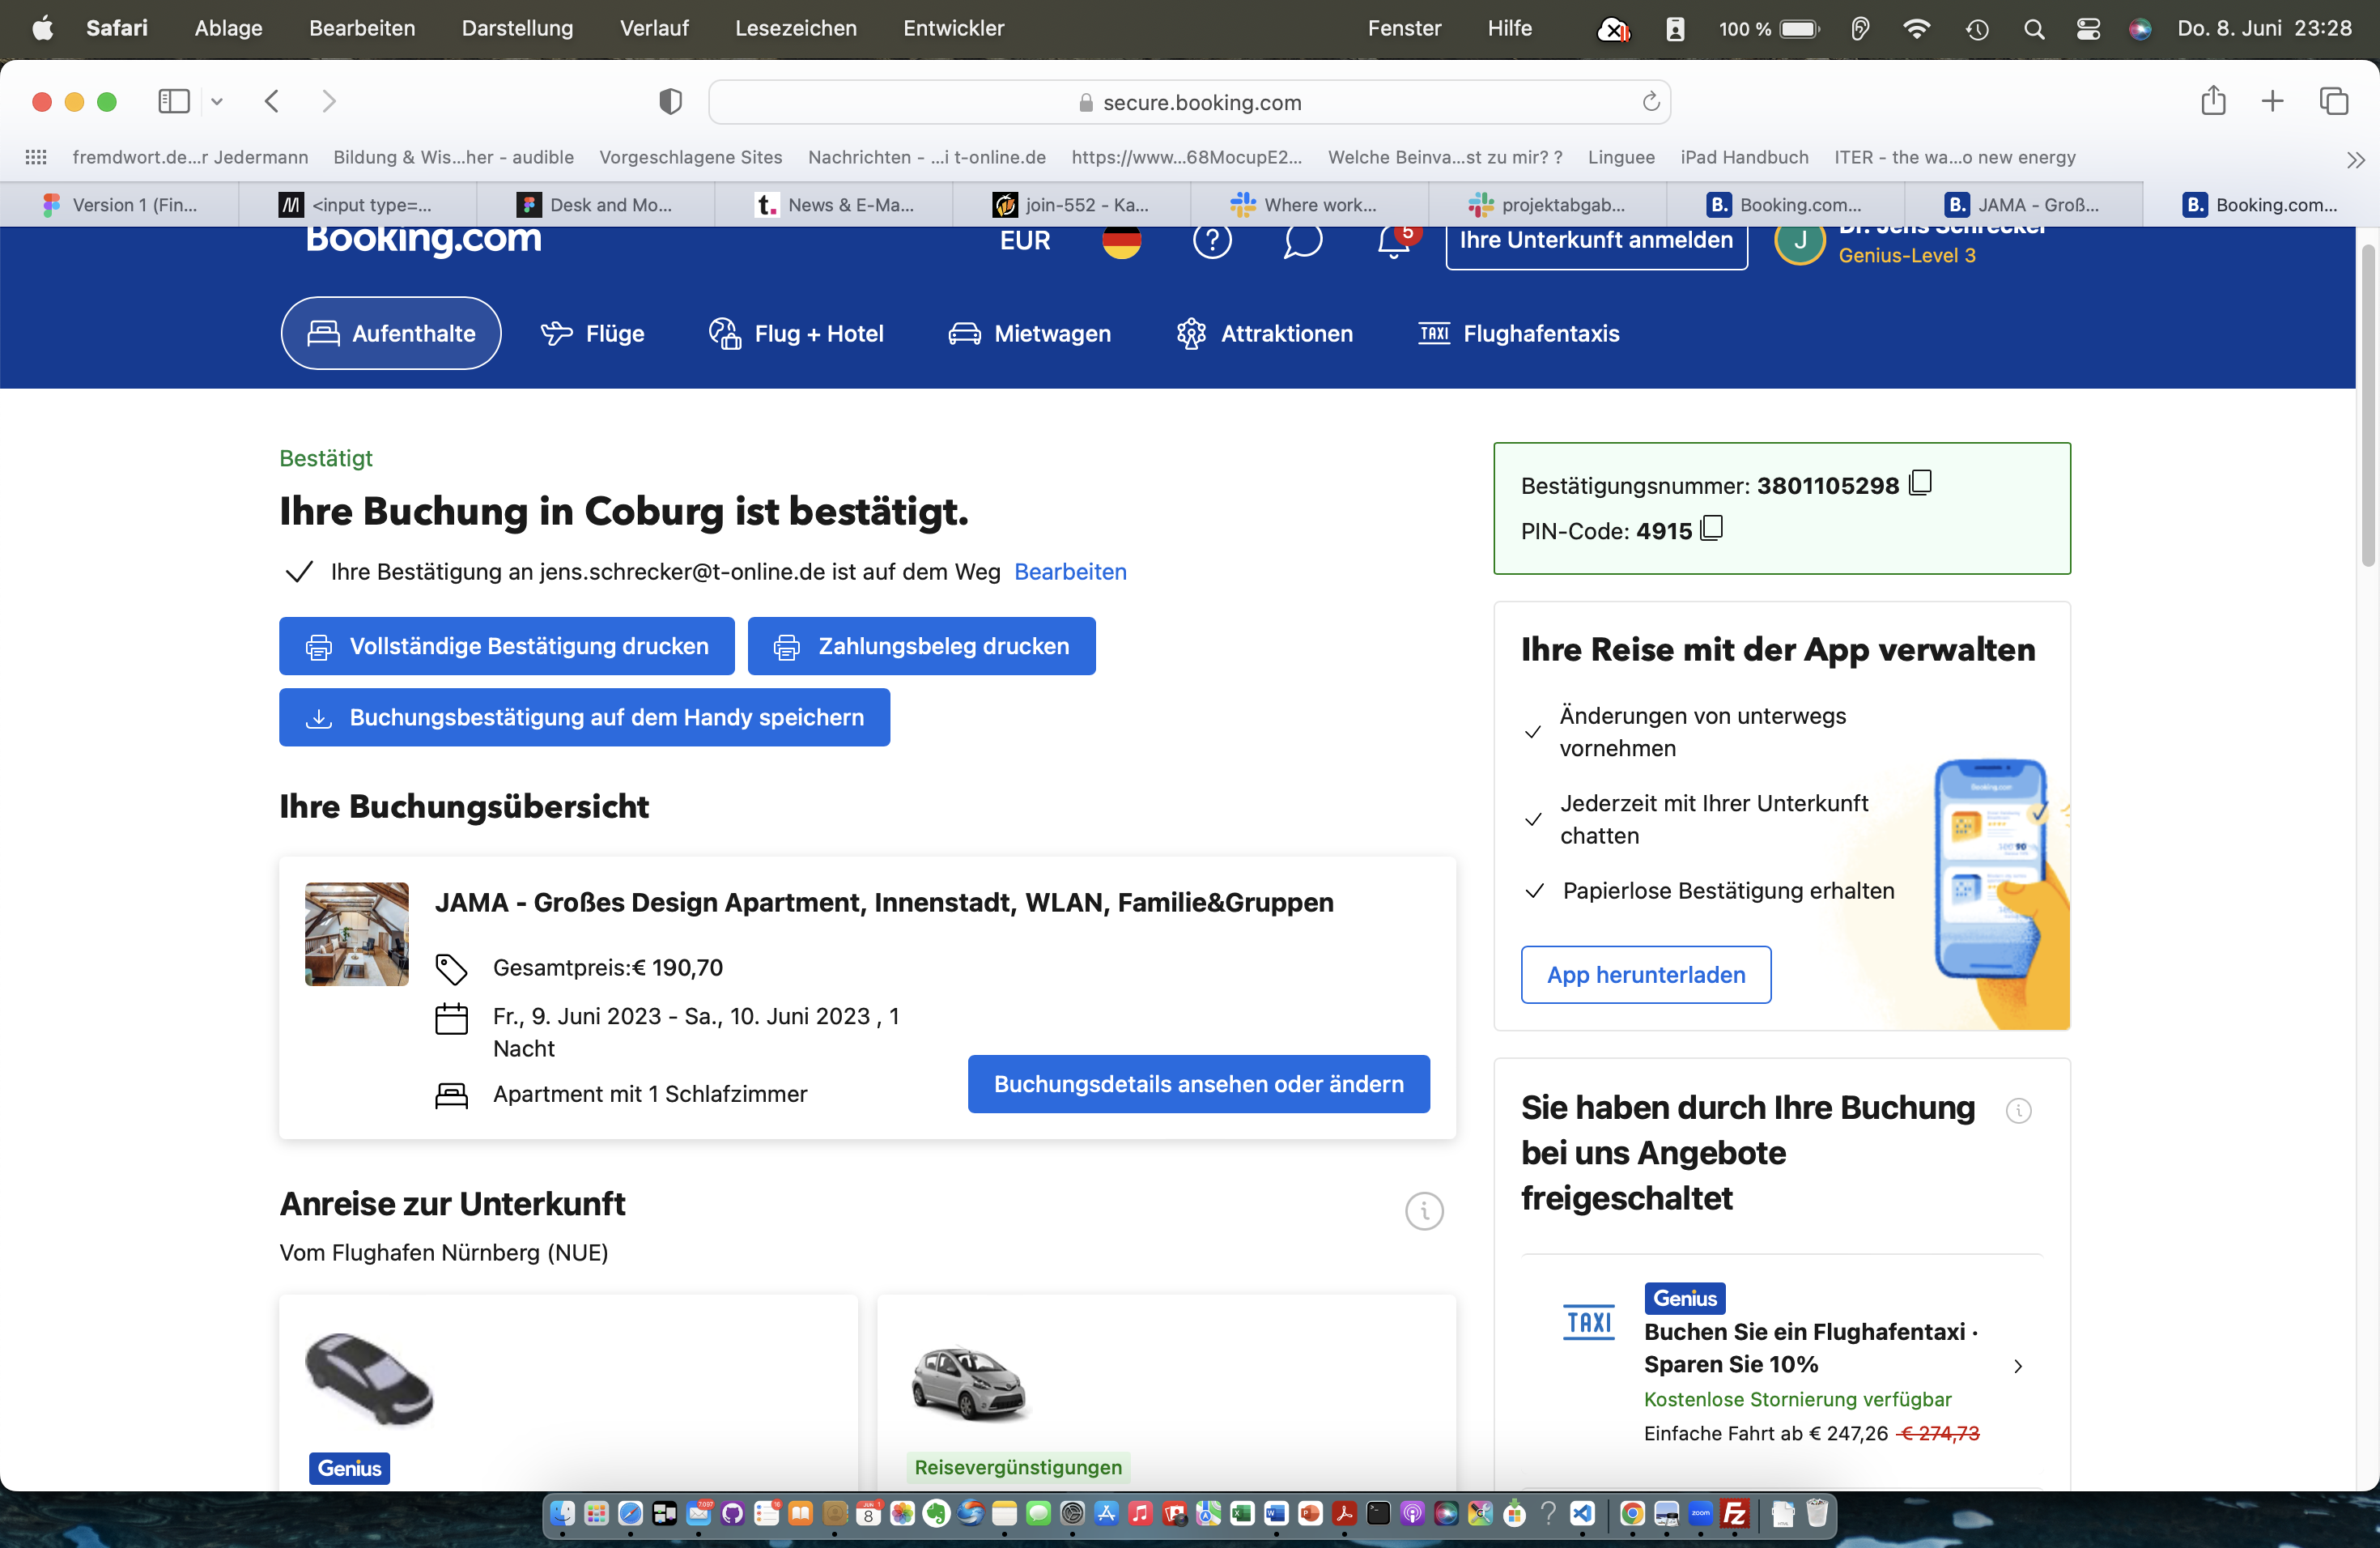 Safari Ablage Bearbeiten Darstellung Verlauf Lesezeichen Entwickler Fenster Hilfe 100 % Do. 8. Juni 23:28
secure.booking.com
fremdwort.de...r Jedermann Bildung & Wis...her - audible Vorgeschlagene Sites Nachrichten - ...i t-online.de https://www...68MocupE2... Welche Beinva...st zu mir? ? Linguee iPad Handbuch ITER - the wa...o new energy
Version 1 (Fin... <input type=... Desk and Mo... t. News & E-Ma... join-552 - Ka... Where work... projektabgab... B. Booking.com... B. JAMA - Groß... B. Booking.com...
Booking.com EUR 5 Ihre Unterkunft anmelden J Dr. Jens Schrecker
Genius-Level 3
Aufenthalte Flüge Flug + Hotel Mietwagen Attraktionen TAXI Flughafentaxis
Bestätigt
Ihre Buchung in Coburg ist bestätigt.
Ihre Bestätigung an jens.schrecker@t-online.de ist auf dem Weg Bearbeiten
Vollständige Bestätigung drucken Zahlungsbeleg drucken
Buchungsbestätigung auf dem Handy speichern
Ihre Buchungsübersicht
JAMA - Großes Design Apartment, Innenstadt, WLAN, Familie&Gruppen
Gesamtpreis:€ 190,70
Fr., 9. Juni 2023 - Sa., 10. Juni 2023 , 1
Nacht
Apartment mit 1 Schlafzimmer
Buchungsdetails ansehen oder ändern
Anreise zur Unterkunft
Vom Flughafen Nürnberg (NUE)
Genius
Reisevergünstigungen
Bestätigungsnummer: 3801105298
PIN-Code: 4915
Ihre Reise mit der App verwalten
Änderungen von unterwegs
vornehmen
Jederzeit mit Ihrer Unterkunft
chatten
Papierlose Bestätigung erhalten
App herunterladen
Booking.com
Sie haben durch Ihre Buchung
bei uns Angebote
freigeschaltet
TAXI
Genius
Buchen Sie ein Flughafentaxi ·
Sparen Sie 10%
Kostenlose Stornierung verfügbar
Einfache Fahrt ab € 247,26 € 274,73
7.097 8 zoom